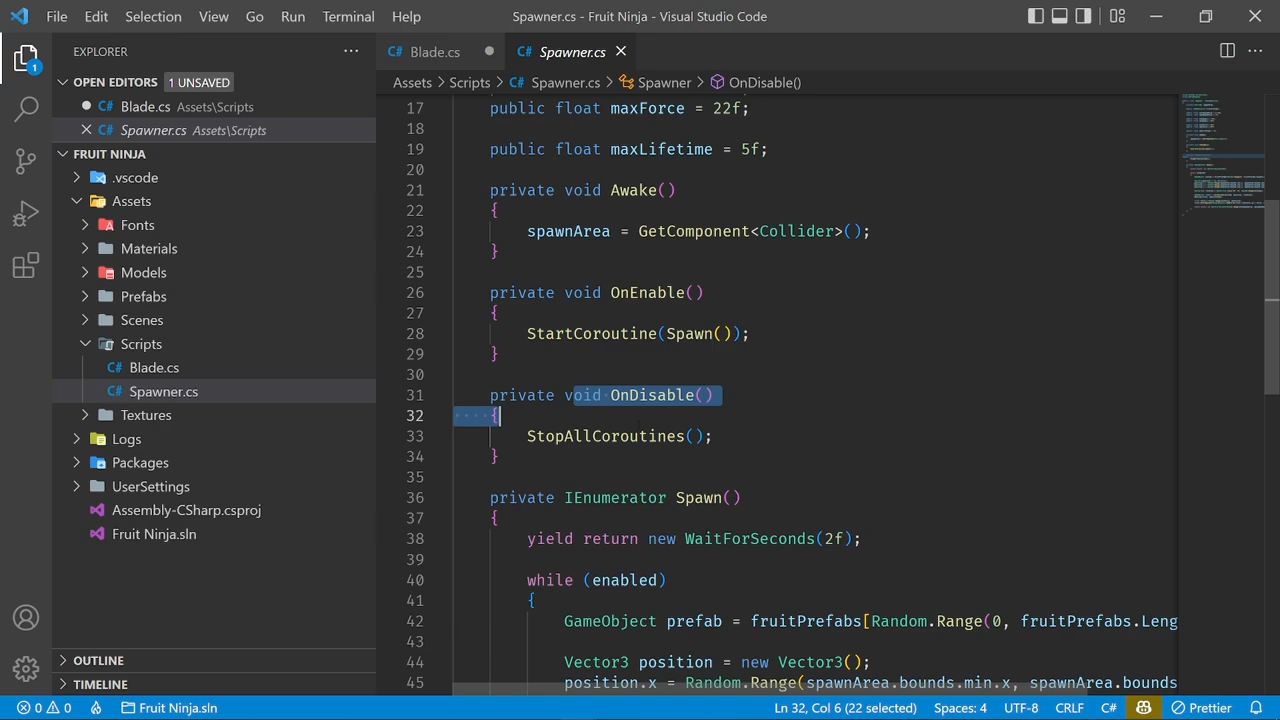 File Edit Selection View Go Run Terminal Help Spawner.cs - Fruit Ninja - Visual Studio Code
EXPLORER
OPEN EDITORS 1 UNSAVED
Blade.cs Assets\Scripts
Spawner.cs Assets\Scripts
FRUIT NINJA
.vscode
Assets
Fonts
Materials
Models
Prefabs
Scenes
Scripts
Blade.cs
Spawner.cs
Textures
Logs
Packages
UserSettings
Assembly-CSharp.csproj
Fruit Ninja.sln
OUTLINE
TIMELINE
1
C# Blade.cs C# Spawner.cs
Assets > Scripts > C# Spawner.cs > Spawner > OnDisable()
17 public float maxForce = 22f;
18
19 public float maxLifetime = 5f;
20
21 private void Awake()
22 {
23 spawnArea = GetComponent<Collider>();
24 }
25
26 private void OnEnable()
27 {
28 StartCoroutine(Spawn());
29 }
30
31 private void OnDisable()
32 {
33 StopAllCoroutines();
34 }
35
36 private IEnumerator Spawn()
37 {
38 yield return new WaitForSeconds(2f);
39
40 while (enabled)
41 {
42 GameObject prefab = fruitPrefabs[Random.Range(0, fruitPrefabs.Leng
43
44 Vector3 position = new Vector3();
45 position.x = Random.Range(spawnArea.bounds.min.x, spawnArea.bounds
0 0 Fruit Ninja.sln Ln 32, Col 6 (22 selected) Spaces: 4 UTF-8 CRLF C# Prettier